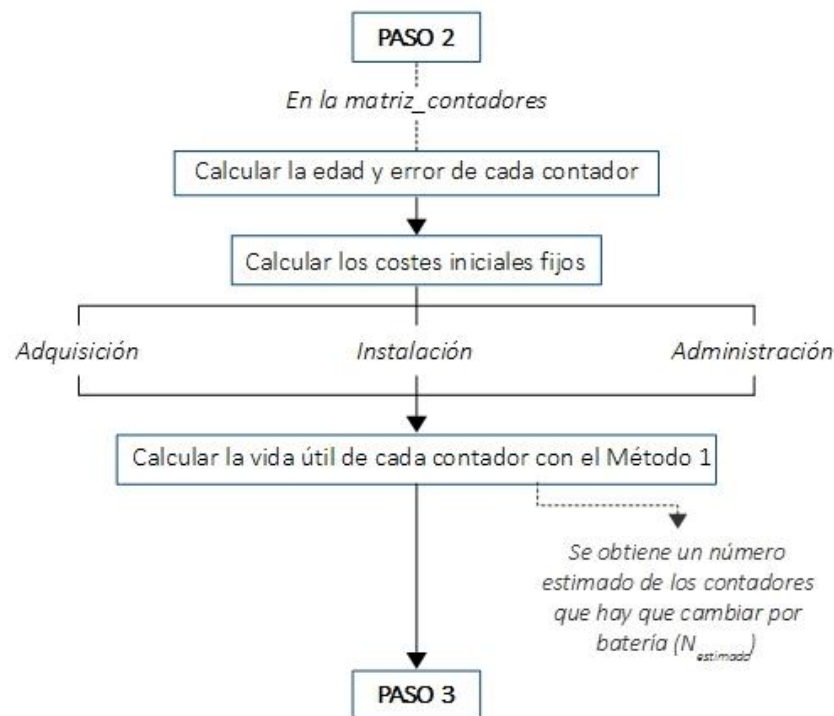 PASO 2
En la matriz_contadores
Calcular la edad y error de cada contador
Calcular los costes iniciales fijos
Adquisición Instalación Administración
Calcular la vida útil de cada contador con el Método 1
Se obtiene un número
estimado de los contadores
que hay que cambiar por
batería (N estimado)
PASO 3